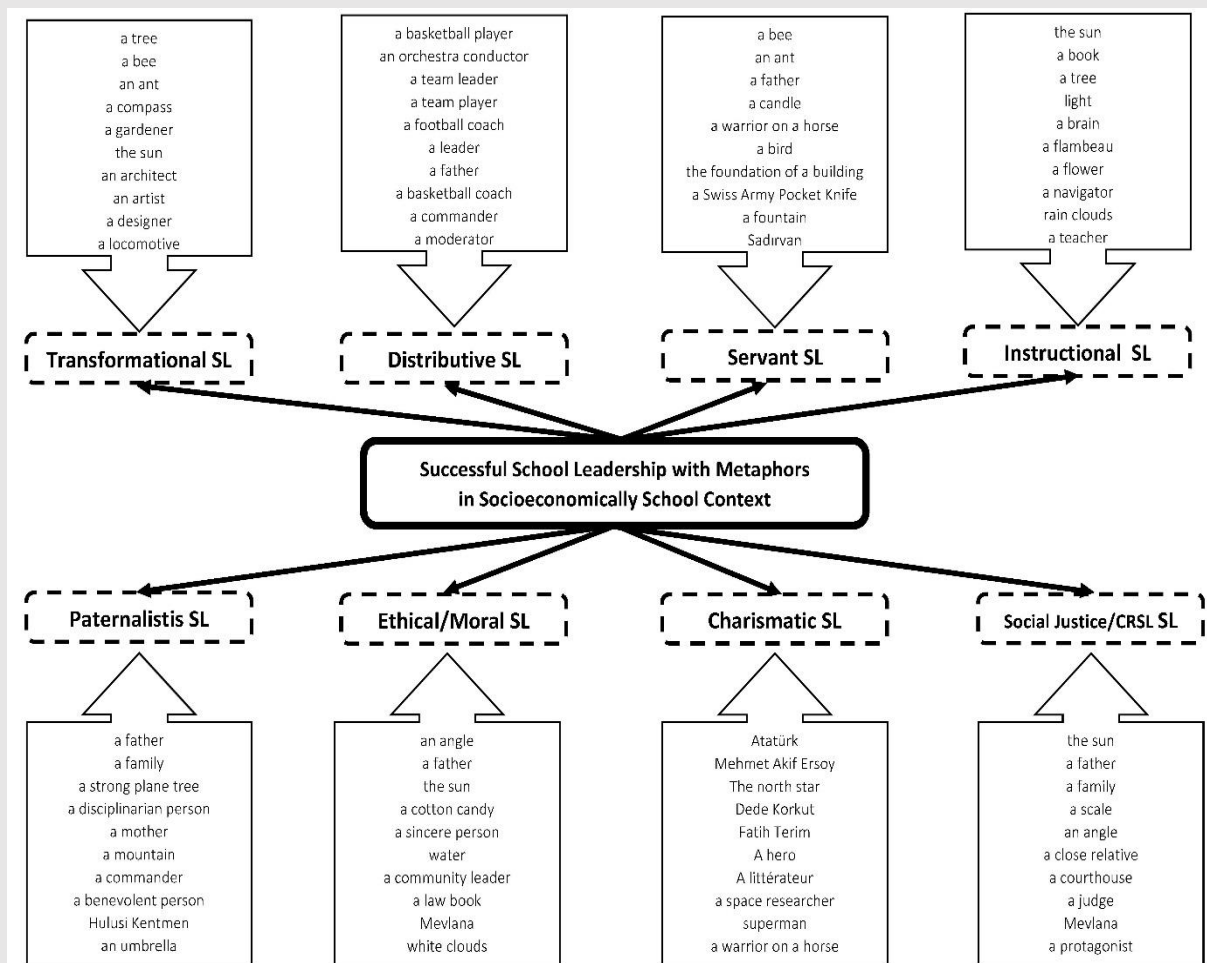 a tree
a bee
an ant
a compass
a gardener
the sun
an architect
an artist
a designer
a locomotive
a basketball player
an orchestra conductor
a team leader
a team player
a football coach
a leader
a father
a basketball coach
a commander
a moderator
a bee
an ant
a father
a candle
a warrior on a horse
a bird
the foundation of a building
a Swiss Army Pocket Knife
a fountain
Sadırvan
the sun
a book
a tree
light
a brain
a flambeau
a flower
a navigator
rain clouds
a teacher
Transformational SL
Distributive SL
Servant SL
Instructional SL
Successful School Leadership with Metaphors
in Socioeconomically School Context
Paternalistis SL
Ethical/Moral SL
Charismatic SL
Social Justice/CRSL SL
a father
a family
a strong plane tree
a disciplinarian person
a mother
a mountain
a commander
a benevolent person
Hulusi Kentmen
an umbrella
an angle
a father
the sun
a cotton candy
a sincere person
water
a community leader
a law book
Mevlana
white clouds
Atatürk
Mehmet Akif Ersoy
The north star
Dede Korkut
Fatih Terim
A hero
A littérateur
a space researcher
superman
a warrior on a horse
the sun
a father
a family
a scale
an angle
a close relative
a courthouse
a judge
Mevlana
a protagonist